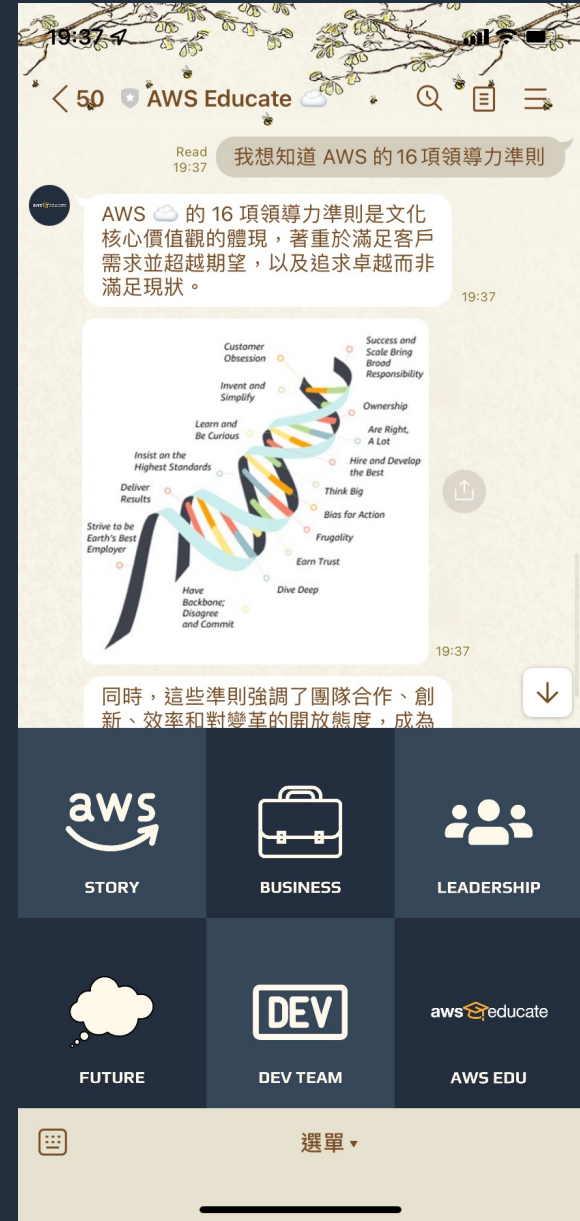 19:37
50 AWS Educate
Read
19:37
我想知道 AWS 的16項領導力準則
AWS 的 16 項領導力準則是文化
核心價值觀的體現，著重於滿足客戶
需求並超越期望，以及追求卓越而非
滿足現狀。
19:37
Customer
Obsession
Success and
Scale Bring
Broad
Responsibility
Invent and
Simplify
Ownership
Learn and
Be Curious
Are Right,
A Lot
Insist on the
Highest Standards
Hire and Develop
the Best
Deliver
Results
Think Big
Bias for Action
Strive to be
Earth's Best
Employer
Frugality
Earn Trust
Have
Backbone;
Disagree
and Commit
Dive Deep
19:37
同時，這些準則強調了團隊合作、創
新、效率和對變革的開放態度，成為
aws
STORY
BUSINESS
LEADERSHIP
FUTURE
DEV
DEV TEAM
aws educate
AWS EDU
選單